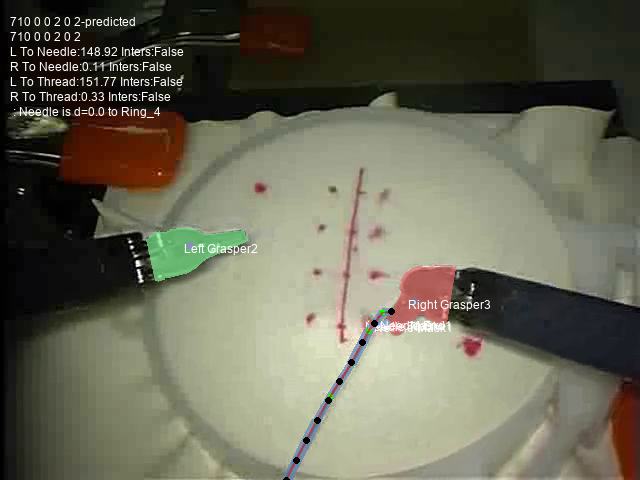 710 0 0 2 0 2-predicted
710 0 0 2 0 2
L To Needle:148.92 Inters:False
R To Needle:0.11 Inters:False
L To Thread:151.77 Inters:False
R To Thread:0.33 Inters:False
: Needle is d=0.0 to Ring_4
Left Grasper2
Right Grasper3